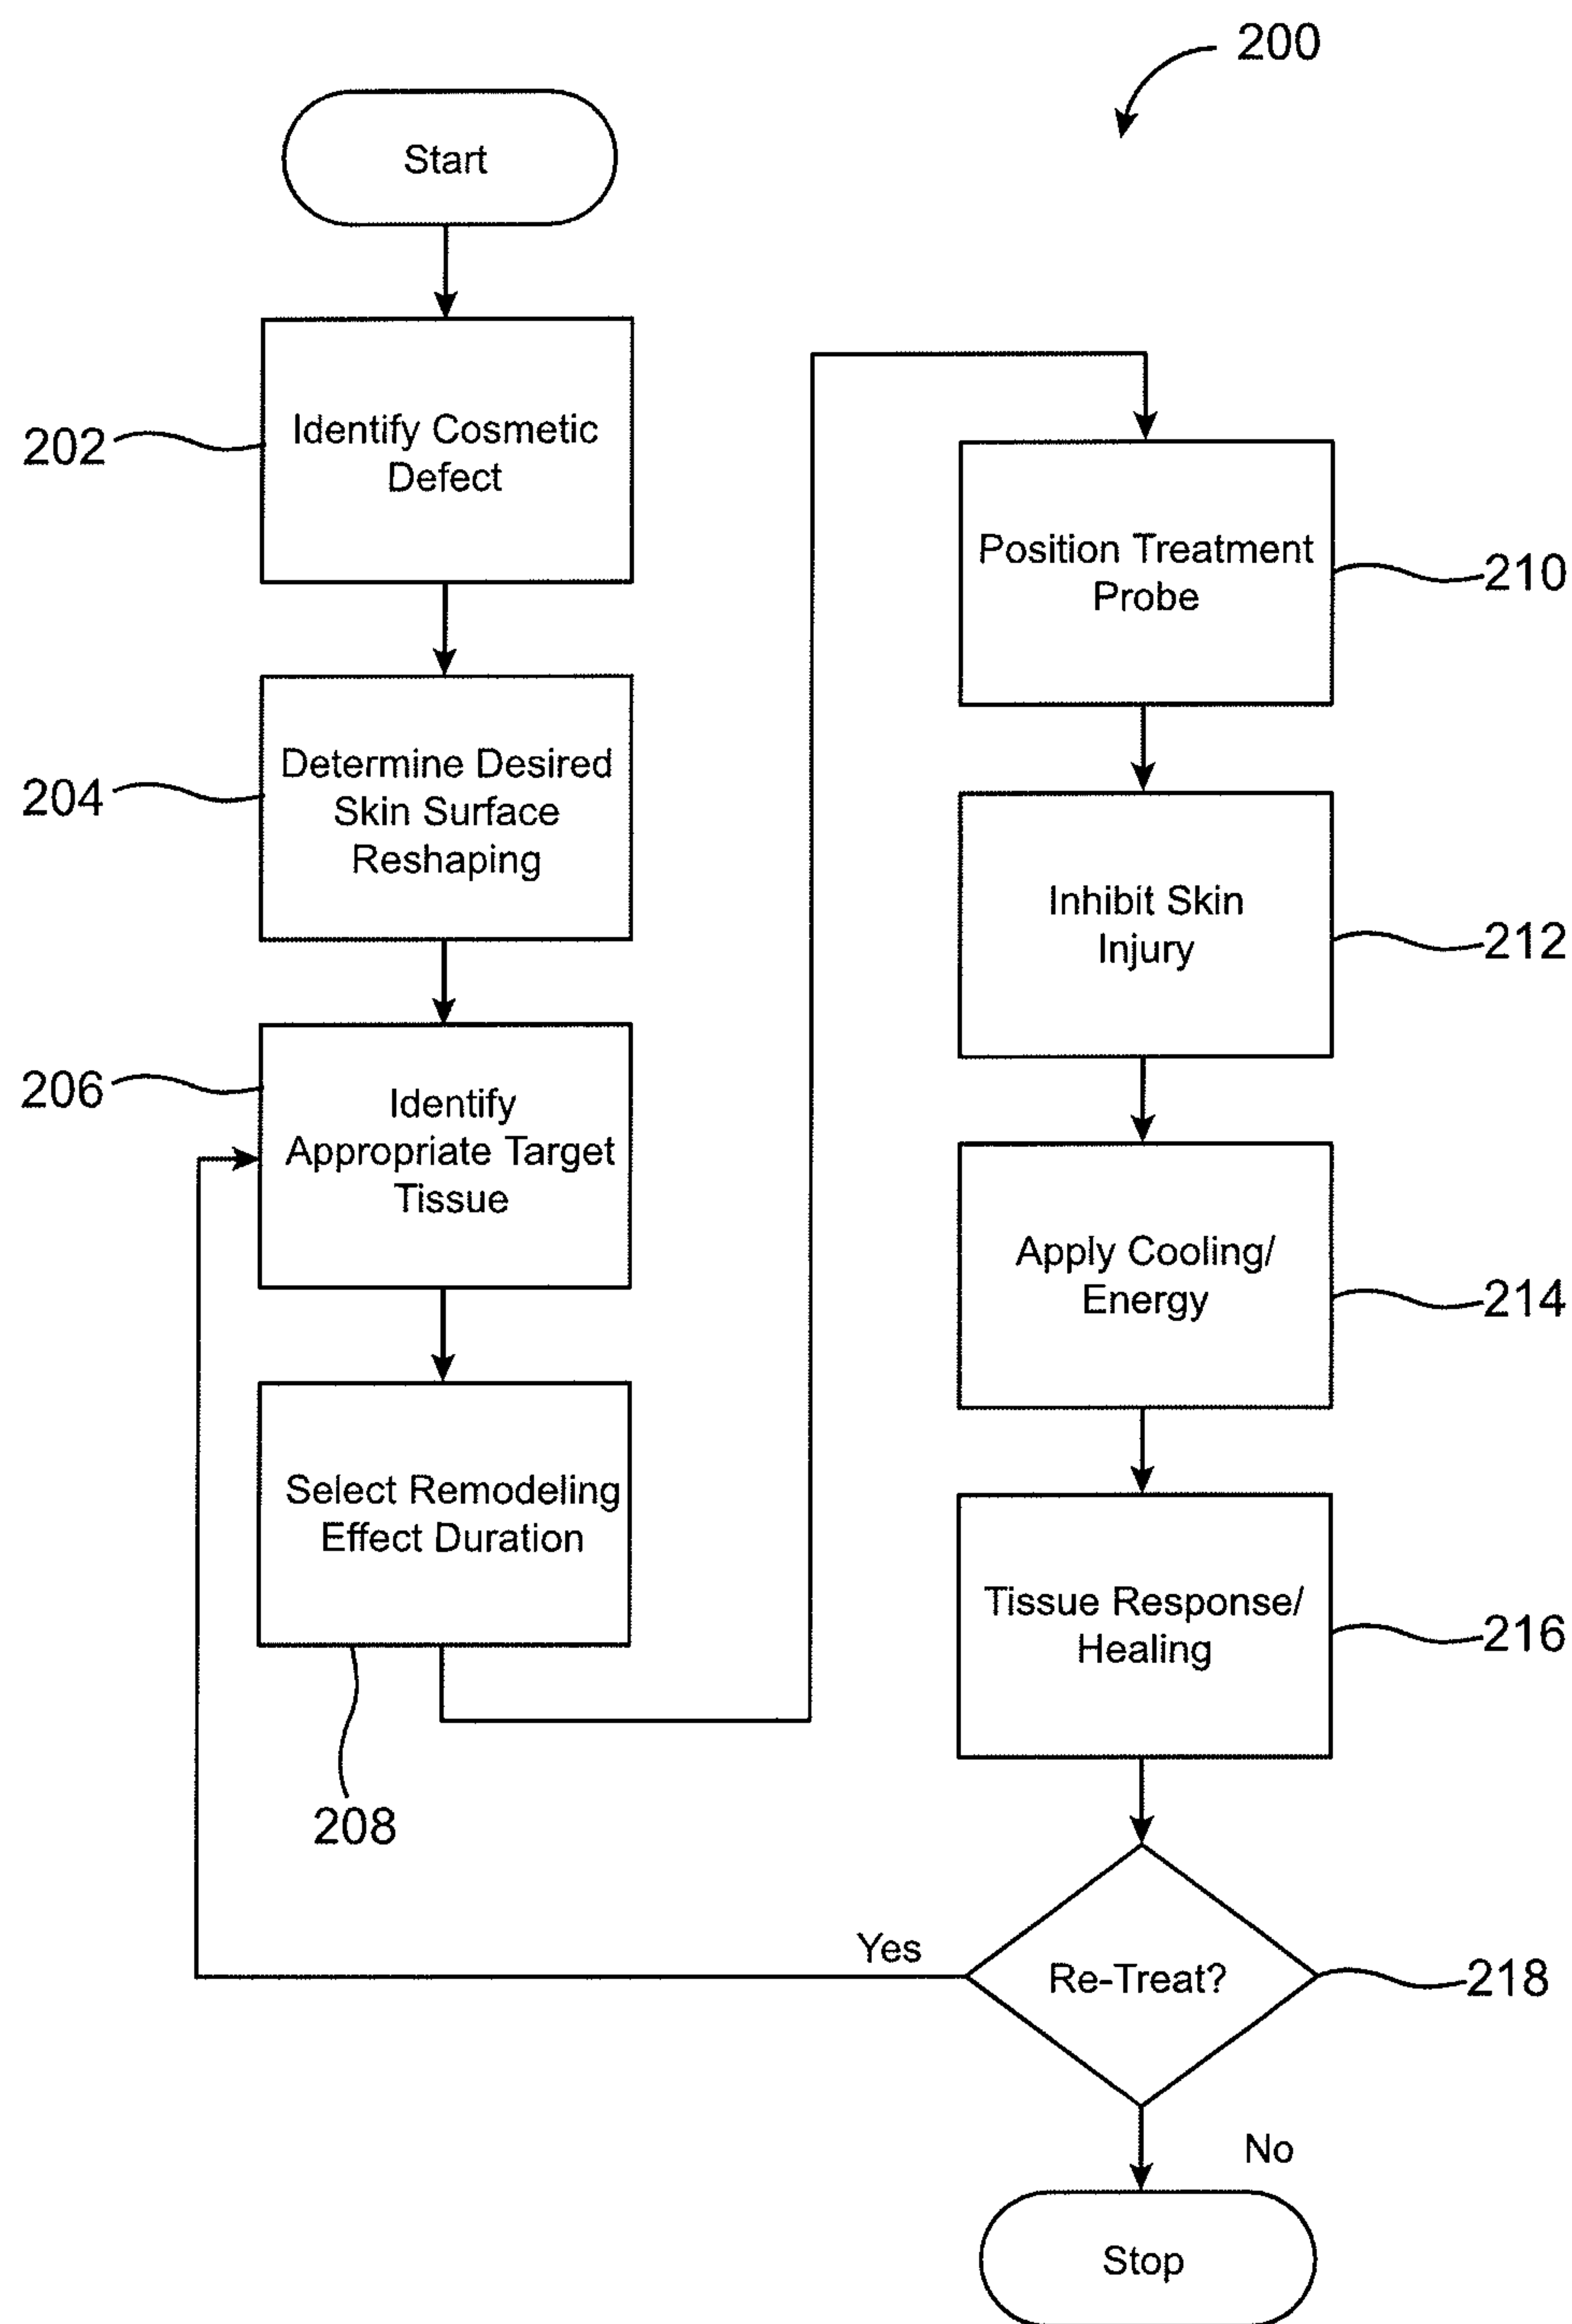 200
Start
202
Identify Cosmetic
Defect
204
Determine Desired
Skin Surface
Reshaping
206
Identify
Appropriate Target
Tissue
Select Remodeling
Effect Duration
208
Position Treatment
Probe
210
Inhibit Skin
Injury
212
Apply Cooling/
Energy
214
Tissue Response/
Healing
216
Yes
Re-Treat?
218
No
Stop